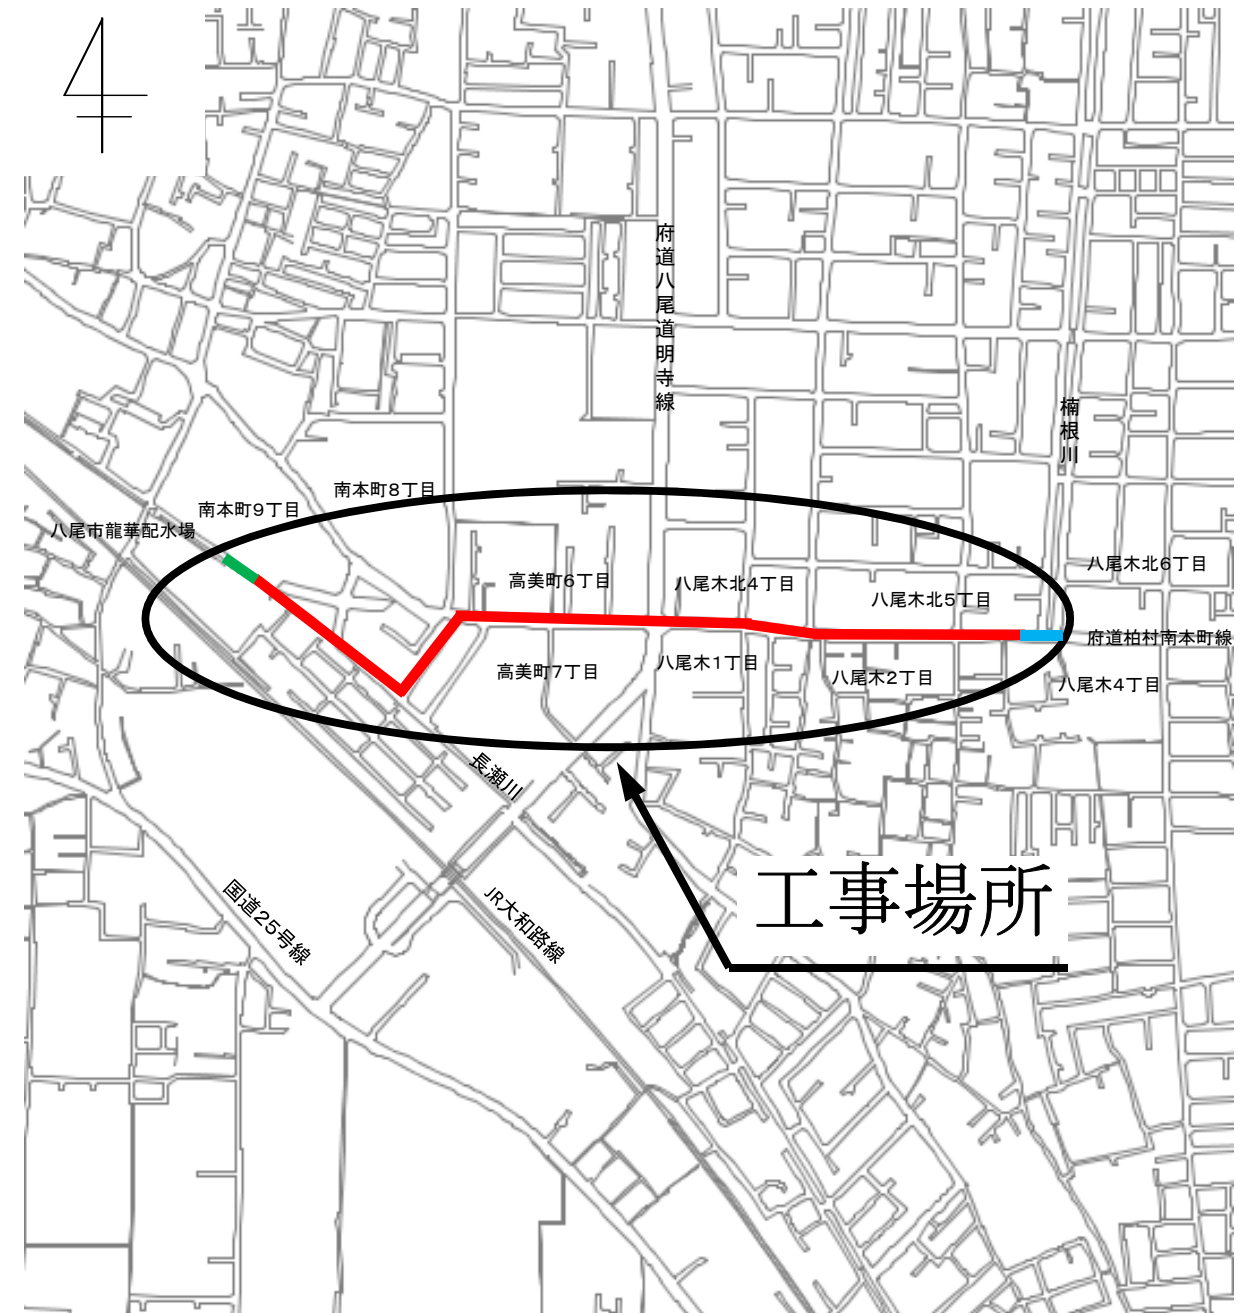 府道八尾道明寺線
楠根川
南本町8丁目
南本町9丁目
八尾市龍華配水場
八尾木北6丁目
高美町6丁目
八尾木北4丁目
八尾木北5丁目
府道柏村南本町線
高美町7丁目
八尾木1丁目
八尾木2丁目
八尾木4丁目
長瀬川
工事場所
国道25号線
JR大和路線